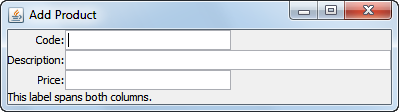 Add Product
Code:
Description:
Price:
This label spans both columns.